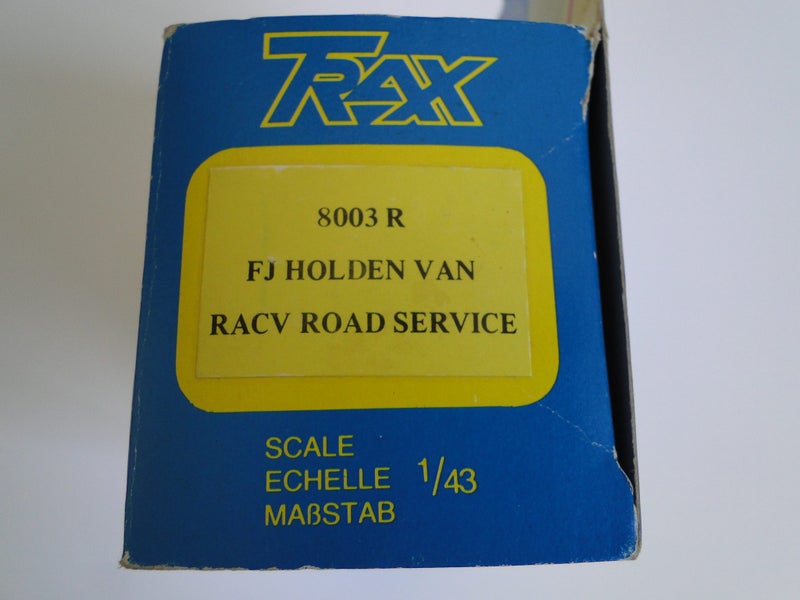 TRAX
8003 R
FJ HOLDEN VAN
RACV ROAD SERVICE
SCALE
ECHELLE 1/43
MAßSTAB